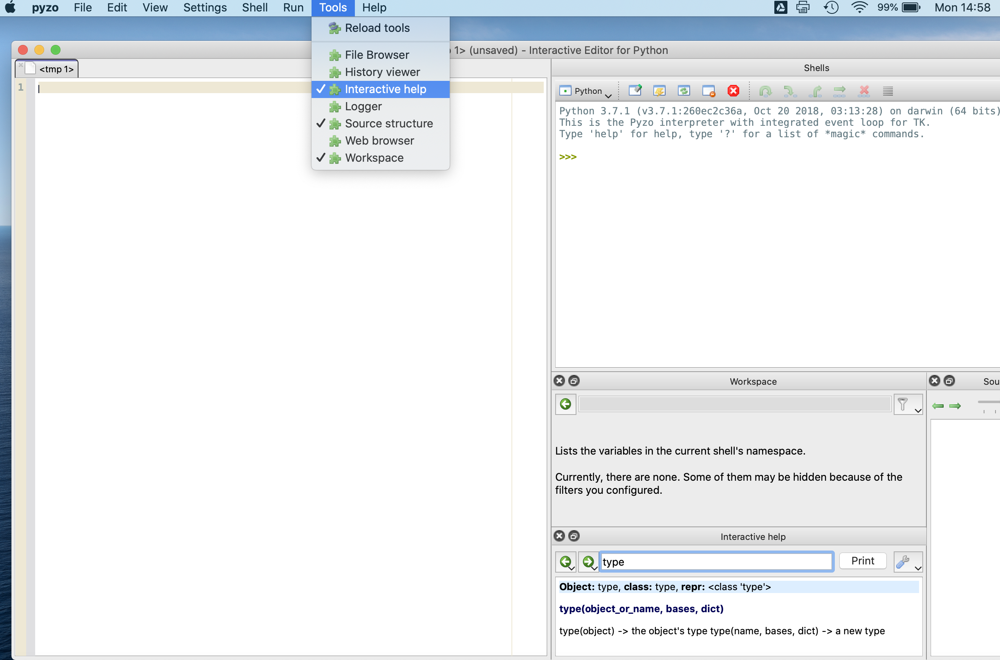 pyzo File Edit View Settings Shell Run Tools Help 99% Mon 14:58
Reload tools
File Browser
History viewer
Interactive help
Logger
Source structure
Web browser
Workspace
1> (unsaved) - Interactive Editor for Python
<tmp 1>
1
Shells
Python
Python 3.7.1 (v3.7.1:260ec2c36a, Oct 20 2018, 03:13:28) on darwin (64 bits)
This is the Pyzo interpreter with integrated event loop for TK.
Type 'help' for help, type '?' for a list of *magic* commands.
>>>
Workspace
Sou
Lists the variables in the current shell's namespace.
Currently, there are none. Some of them may be hidden because of the
filters you configured.
Interactive help
type
Print
Object: type, class: type, repr: <class 'type'>
type(object_or_name, bases, dict)
type(object) -> the object's type type(name, bases, dict) -> a new type